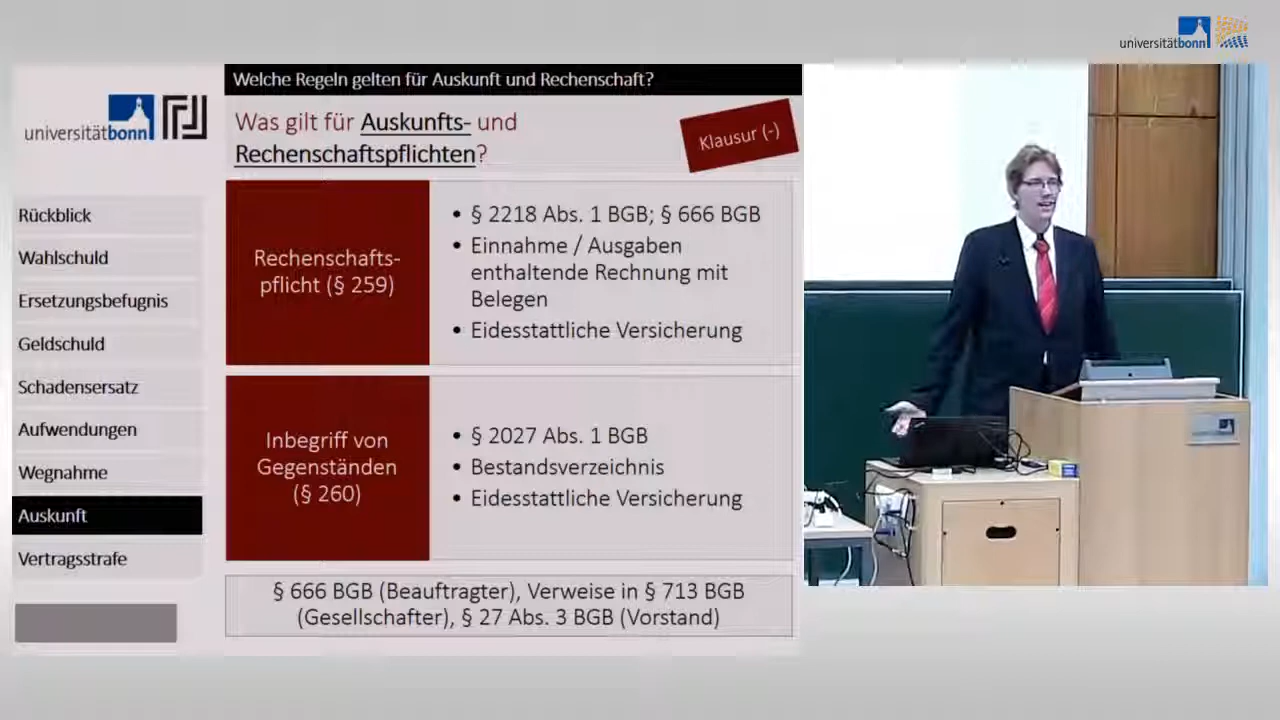 universitätbonn
Welche Regeln gelten für Auskunft und Rechenschaft?
universitätbonn
Was gilt für Auskunfts- und
Rechenschaftspflichten?
Klausur (-)
Rückblick
Wahlschuld
Ersetzungsbefugnis
Geldschuld
Schadensersatz
Aufwendungen
Wegnahme
Auskunft
Vertragsstrafe
Rechenschafts-
pflicht (§ 259)
• § 2218 Abs. 1 BGB; § 666 BGB
• Einnahme / Ausgaben
enthaltende Rechnung mit
Belegen
• Eidesstattliche Versicherung
Inbegriff von
Gegenständen
(§ 260)
• § 2027 Abs. 1 BGB
• Bestandsverzeichnis
• Eidesstattliche Versicherung
§ 666 BGB (Beauftragter), Verweise in § 713 BGB
(Gesellschafter), § 27 Abs. 3 BGB (Vorstand)